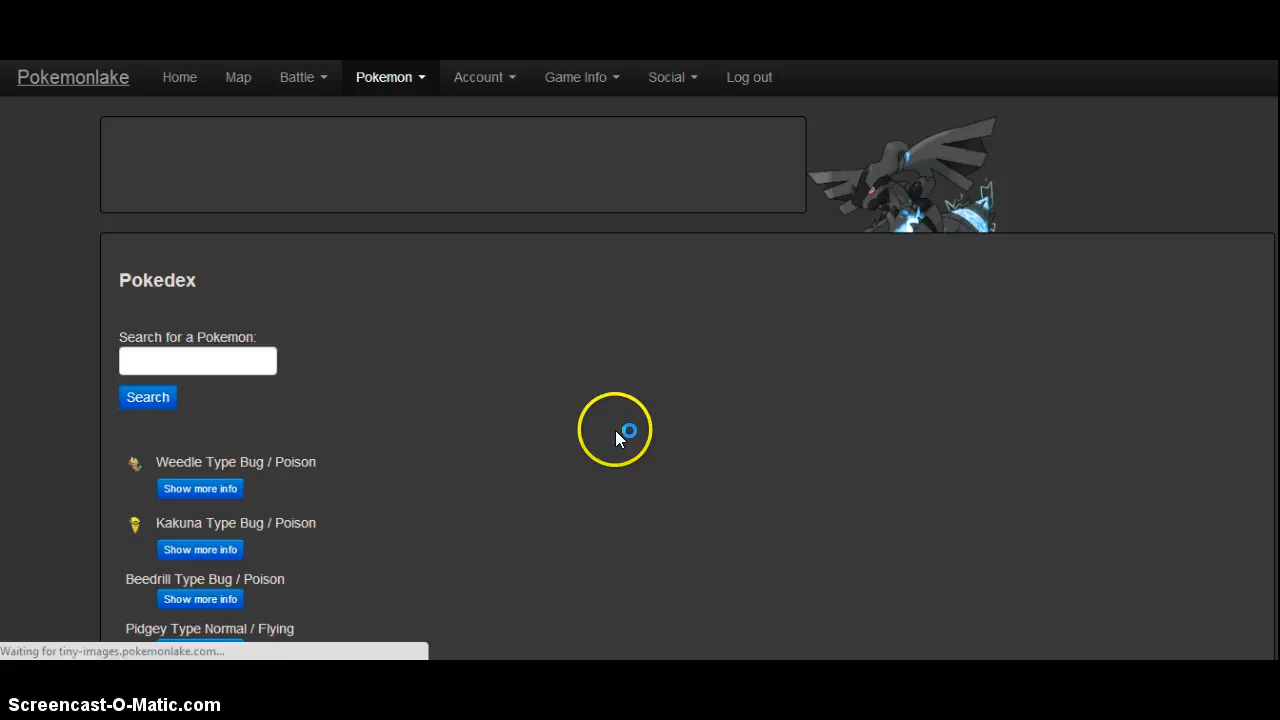 Pokemonlake Home Map Battle Pokemon Account Game Info Social Log out
Pokedex
Search for a Pokemon:
Search
Weedle Type Bug / Poison
Show more info
Kakuna Type Bug / Poison
Show more info
Beedrill Type Bug / Poison
Show more info
Pidgey Type Normal / Flying
Waiting for tiny-images.pokemonlake.com...
Screencast-O-Matic.com